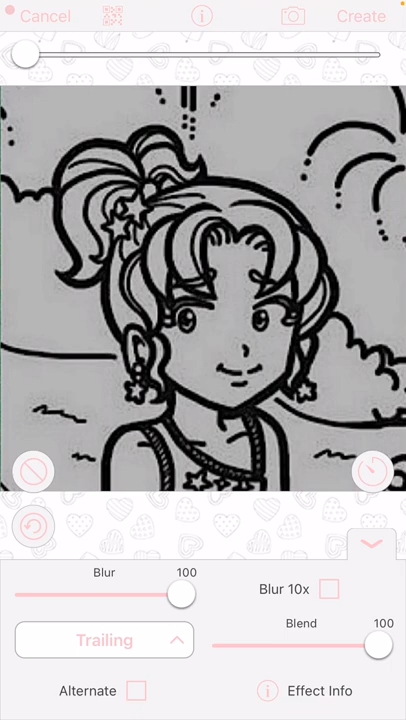 Cancel Create
Blur 100
Blur 10x
Blend 100
Trailing
Alternate
Effect Info